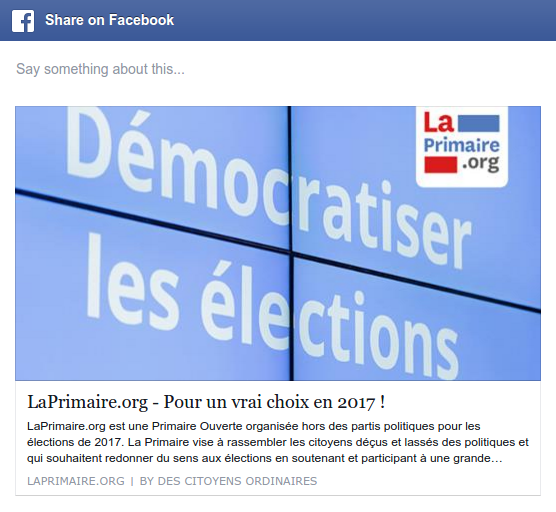 Share on Facebook
Say something about this...
La
Primaire
.org
Démocratiser
les élections
LaPrimaire.org - Pour un vrai choix en 2017 !
LaPrimaire.org est une Primaire Ouverte organisée hors des partis politiques pour les
élections de 2017. La Primaire vise à rassembler les citoyens déçus et lassés des politiques et
qui souhaitent redonner du sens aux élections en soutenant et participant à une grande…
LAPRIMAIRE.ORG | BY DES CITOYENS ORDINAIRES